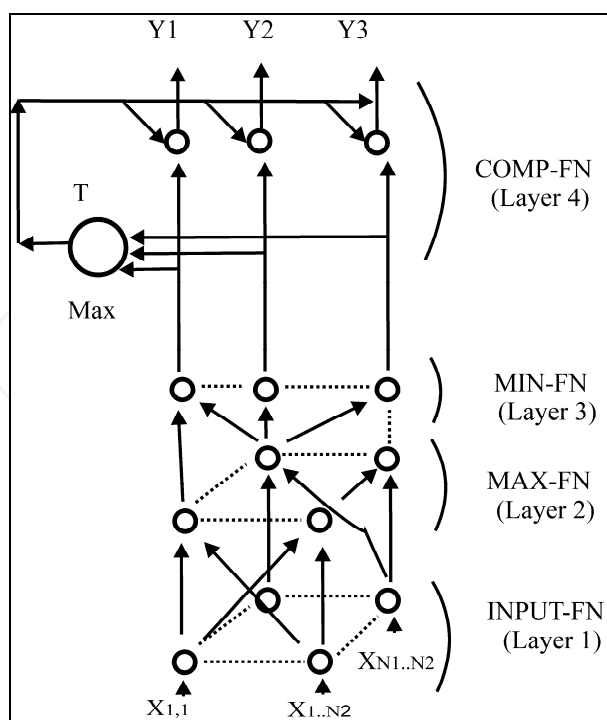 Y1 Y2 Y3
COMP-FN
(Layer 4)
T
Max
MIN-FN
(Layer 3)
MAX-FN
(Layer 2)
INPUT-FN
(Layer 1)
XN1..N2
X1,1 X1..N2